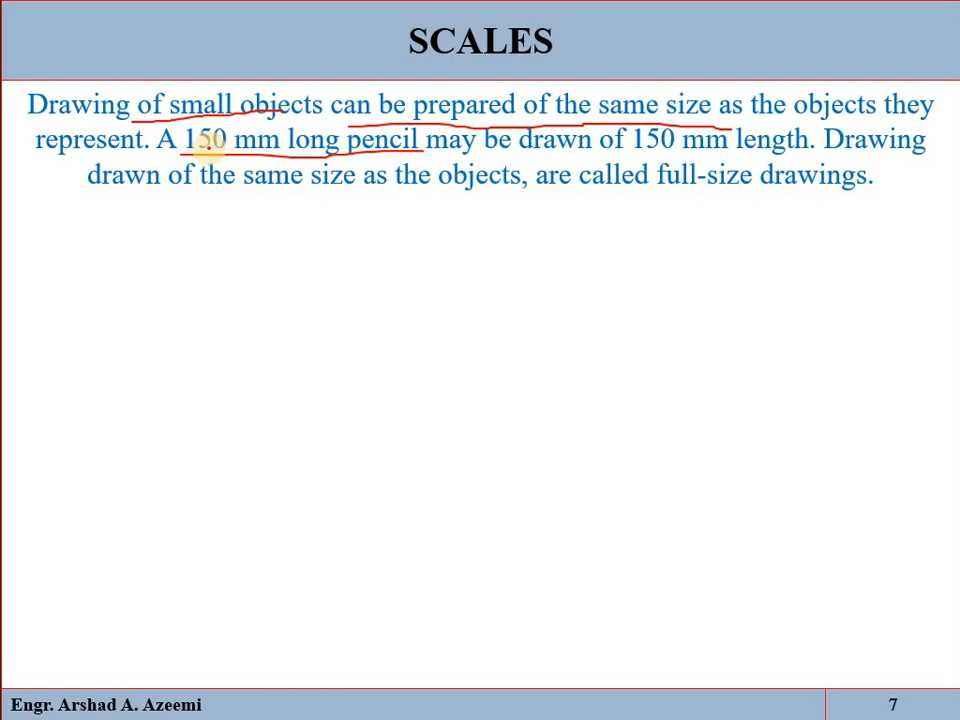 SCALES
Drawing of small objects can be prepared of the same size as the objects they
represent. A 150 mm long pencil may be drawn of 150 mm length. Drawing
drawn of the same size as the objects, are called full-size drawings.
Engr. Arshad A. Azeemi
7